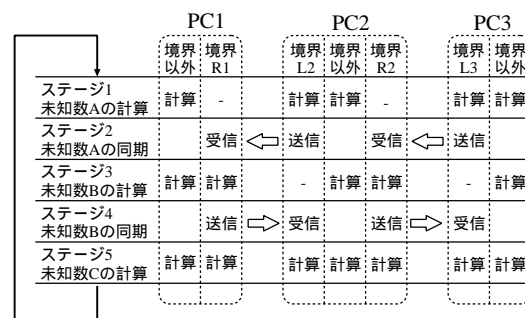 PC1 PC2 PC3
境界以外 境界R1 境界L2 境界以外 境界R2 境界L3 境界以外
ステージ1
未知数Aの計算 計算 - 計算 計算 - 計算 計算
ステージ2
未知数Aの同期 受信 送信 受信 送信
ステージ3
未知数Bの計算 計算 計算 - 計算 計算 - 計算
ステージ4
未知数Bの同期 送信 受信 送信 受信
ステージ5
未知数Cの計算 計算 計算 計算 計算 計算 計算 計算